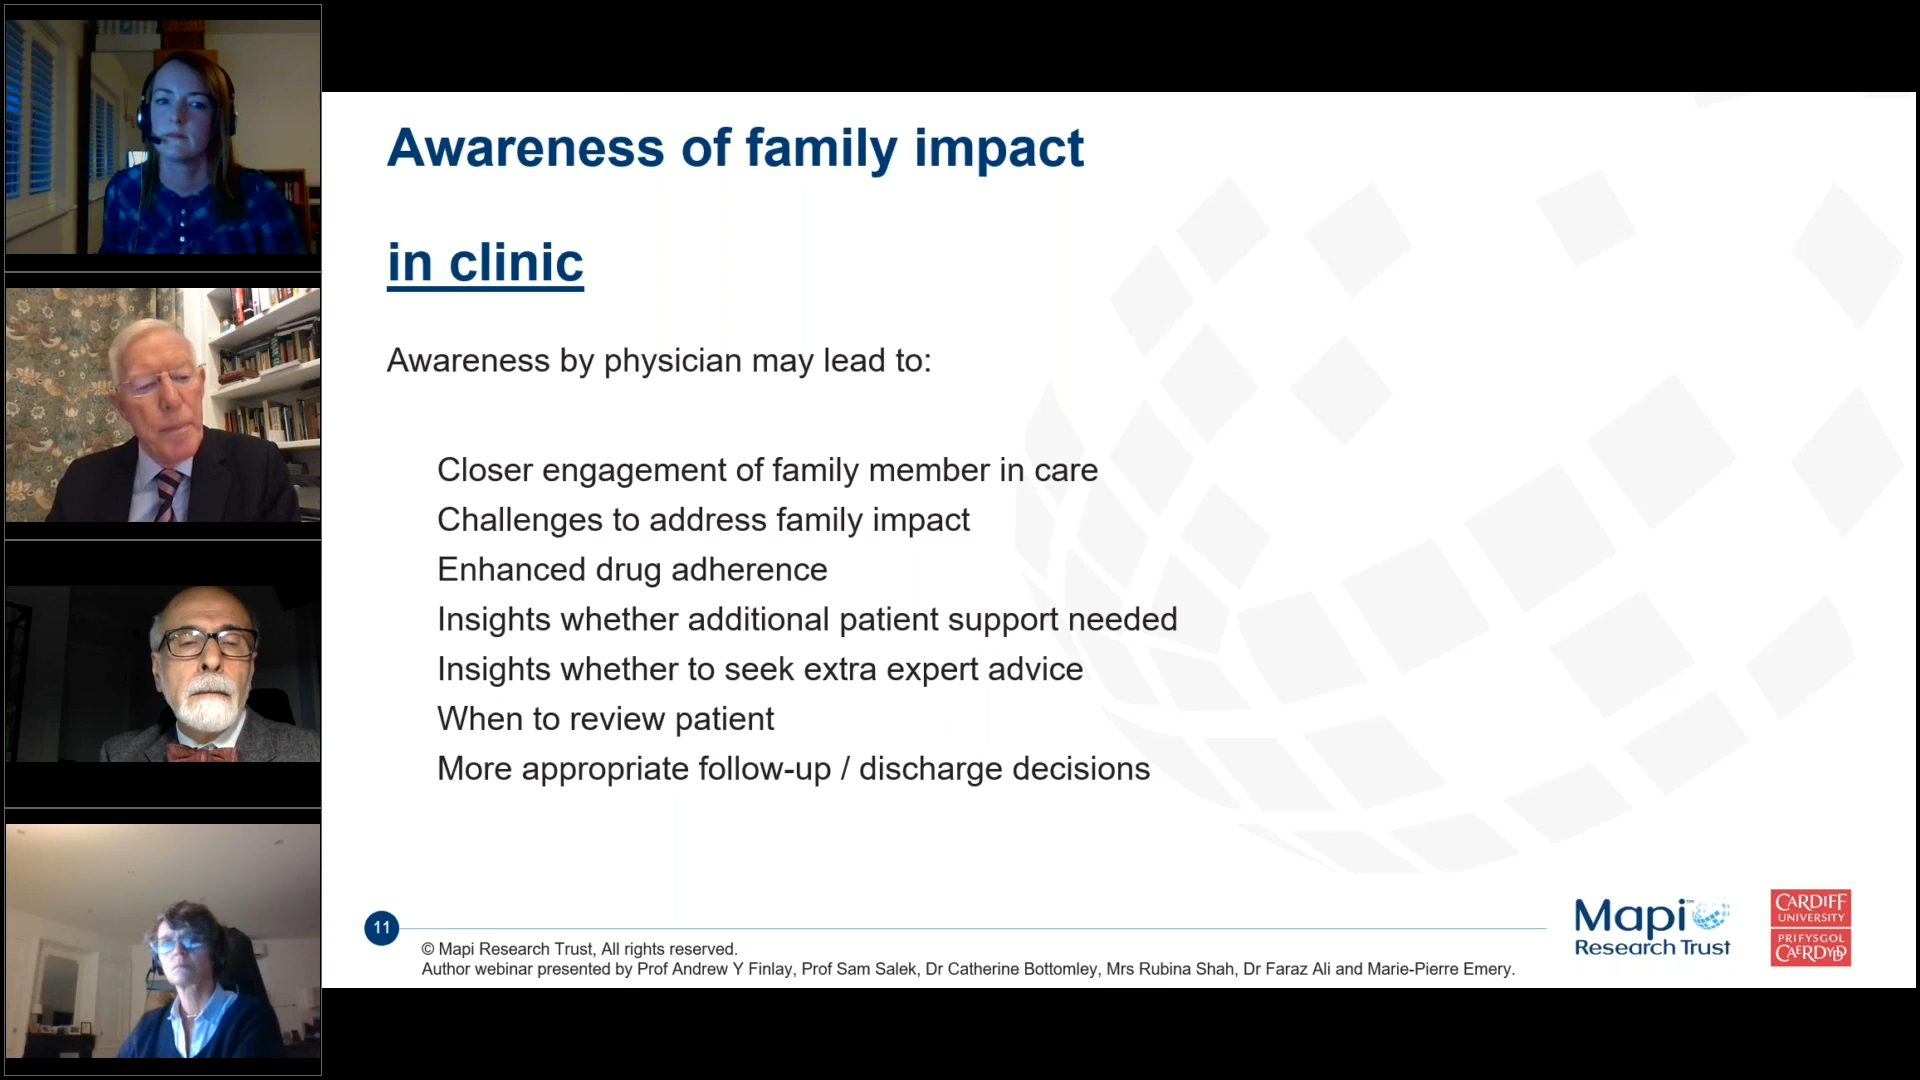 Awareness of family impact
in clinic
Awareness by physician may lead to:
Closer engagement of family member in care
Challenges to address family impact
Enhanced drug adherence
Insights whether additional patient support needed
Insights whether to seek extra expert advice
When to review patient
More appropriate follow-up / discharge decisions
11
© Mapi Research Trust, All rights reserved.
Author webinar presented by Prof Andrew Y Finlay, Prof Sam Salek, Dr Catherine Bottomley, Mrs Rubina Shah, Dr Faraz Ali and Marie-Pierre Emery.
Mapi™
Research Trust
CARDIFF
UNIVERSITY
PRIFYSGOL
CAERDYDD